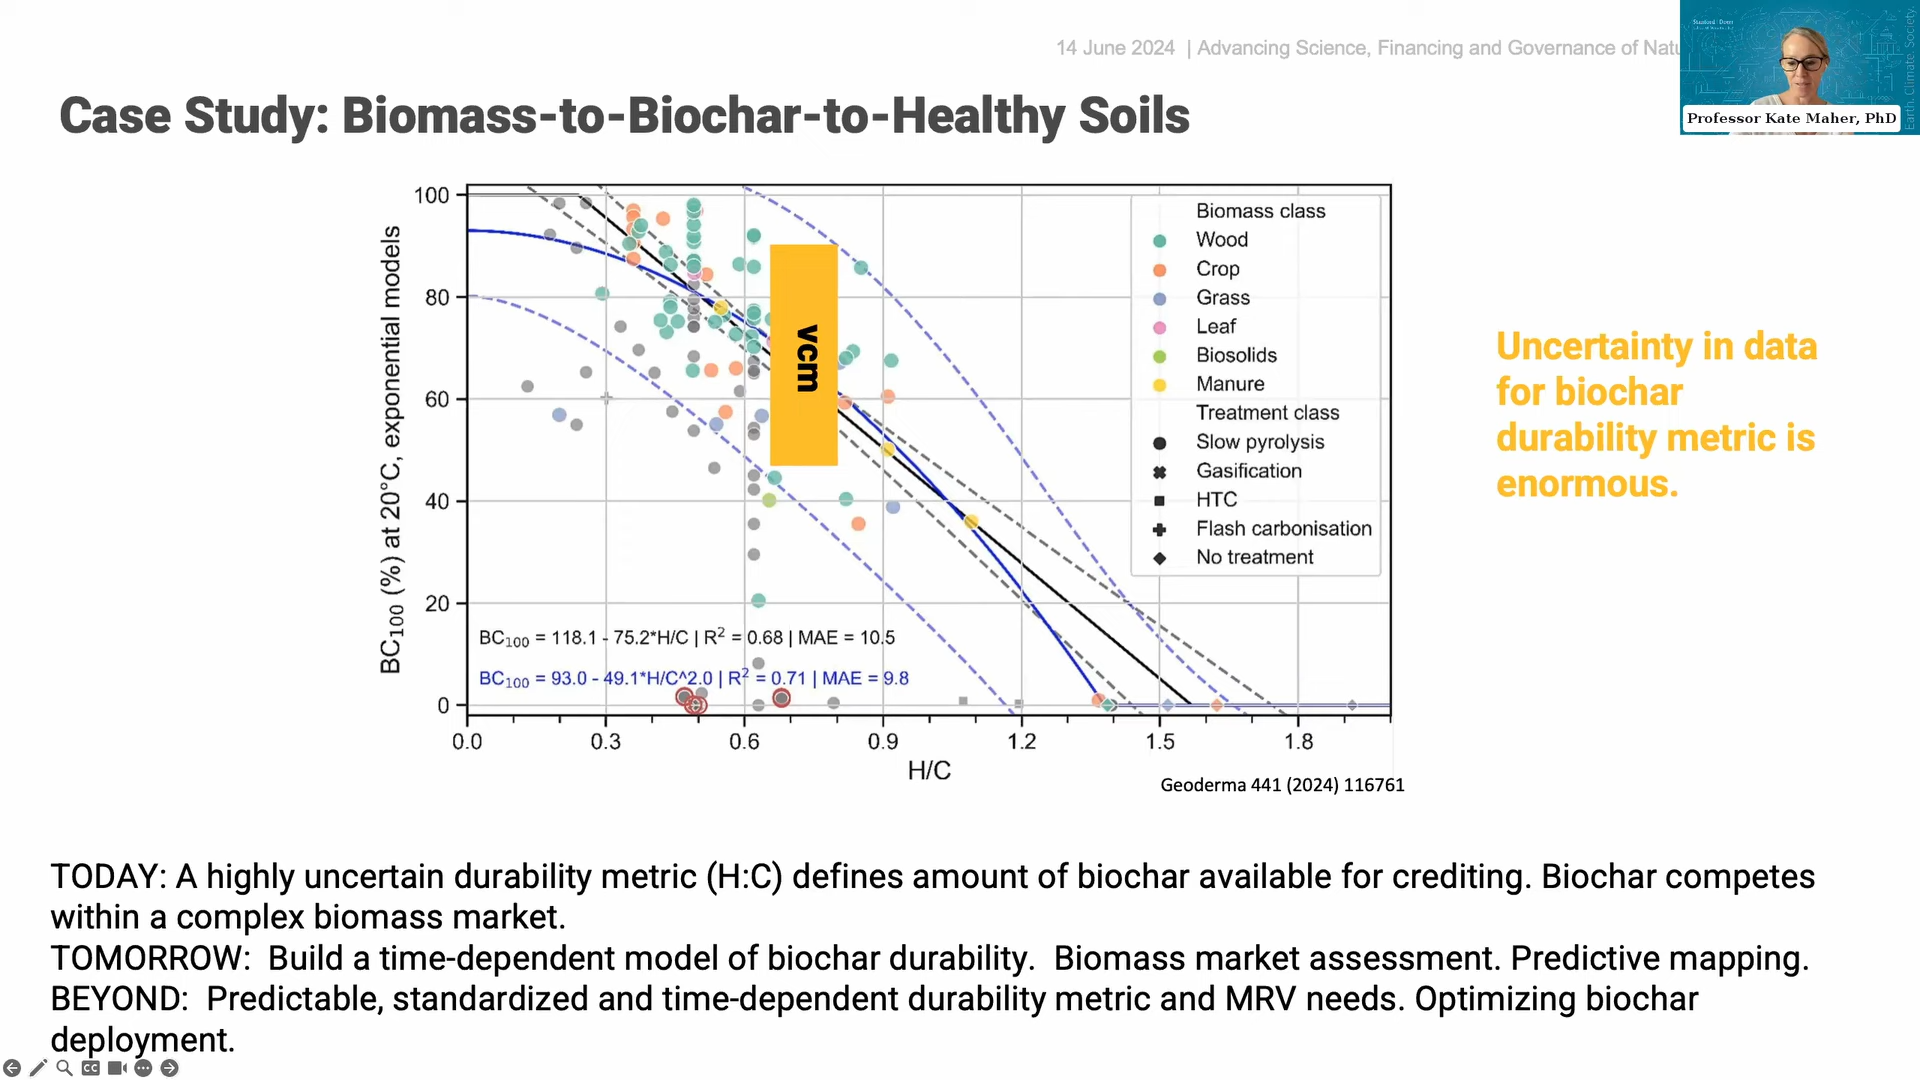 14 June 2024 | Advancing Science, Financing and Governance of Natu
Stanford | Doerr
Earth. Climate. Society.
Professor Kate Maher, PhD
Case Study: Biomass-to-Biochar-to-Healthy Soils
BC100 (%) at 20°C, exponential models
100
80
60
40
20
0
0.0
0.3
0.6
0.9
1.2
1.5
1.8
H/C
vcm
BC100 = 118.1 - 75.2*H/C | R2 = 0.68 | MAE = 10.5
BC100 = 93.0 - 49.1*H/C^2.0 | R2 = 0.71 | MAE = 9.8
Biomass class
Wood
Crop
Grass
Leaf
Biosolids
Manure
Treatment class
Slow pyrolysis
Gasification
HTC
Flash carbonisation
No treatment
Geoderma 441 (2024) 116761
Uncertainty in data
for biochar
durability metric is
enormous.
TODAY: A highly uncertain durability metric (H:C) defines amount of biochar available for crediting. Biochar competes
within a complex biomass market.
TOMORROW:  Build a time-dependent model of biochar durability.  Biomass market assessment. Predictive mapping.
BEYOND:  Predictable, standardized and time-dependent durability metric and MRV needs. Optimizing biochar
deployment.
CC